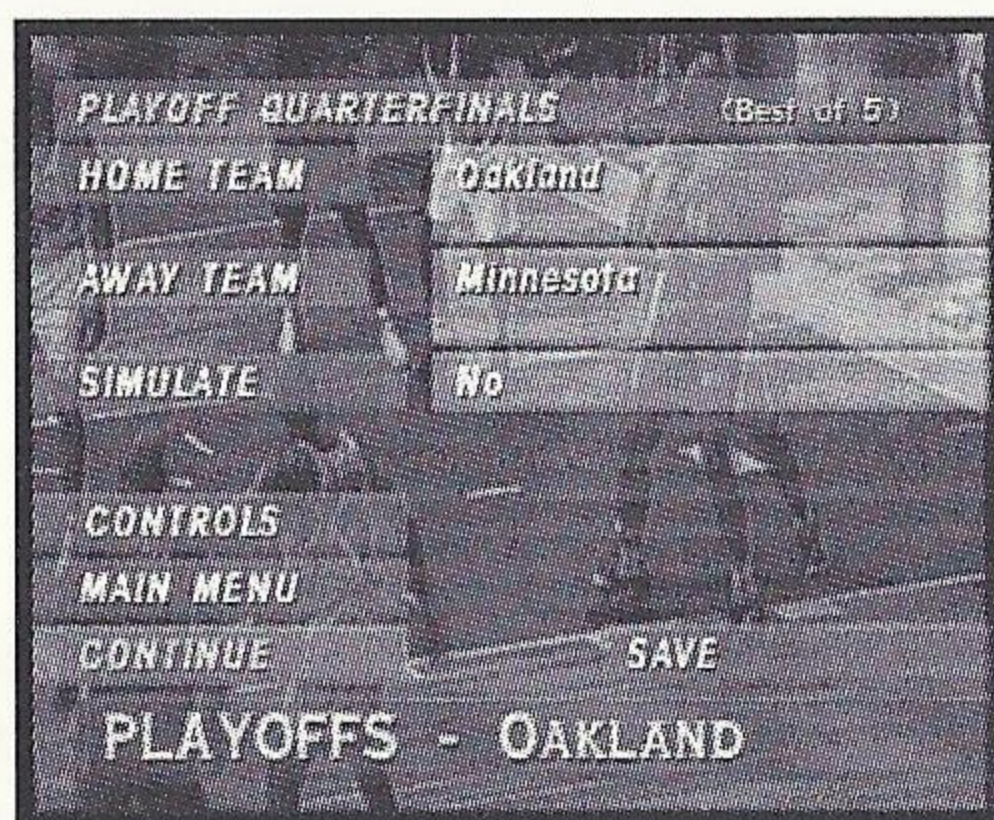 PLAYOFF QUARTERFINALS (Best of 5)
HOME TEAM Oakland
AWAY TEAM Minnesota
SIMULATE No
CONTROLS
MAIN MENU
CONTINUE SAVE
PLAYOFFS - OAKLAND